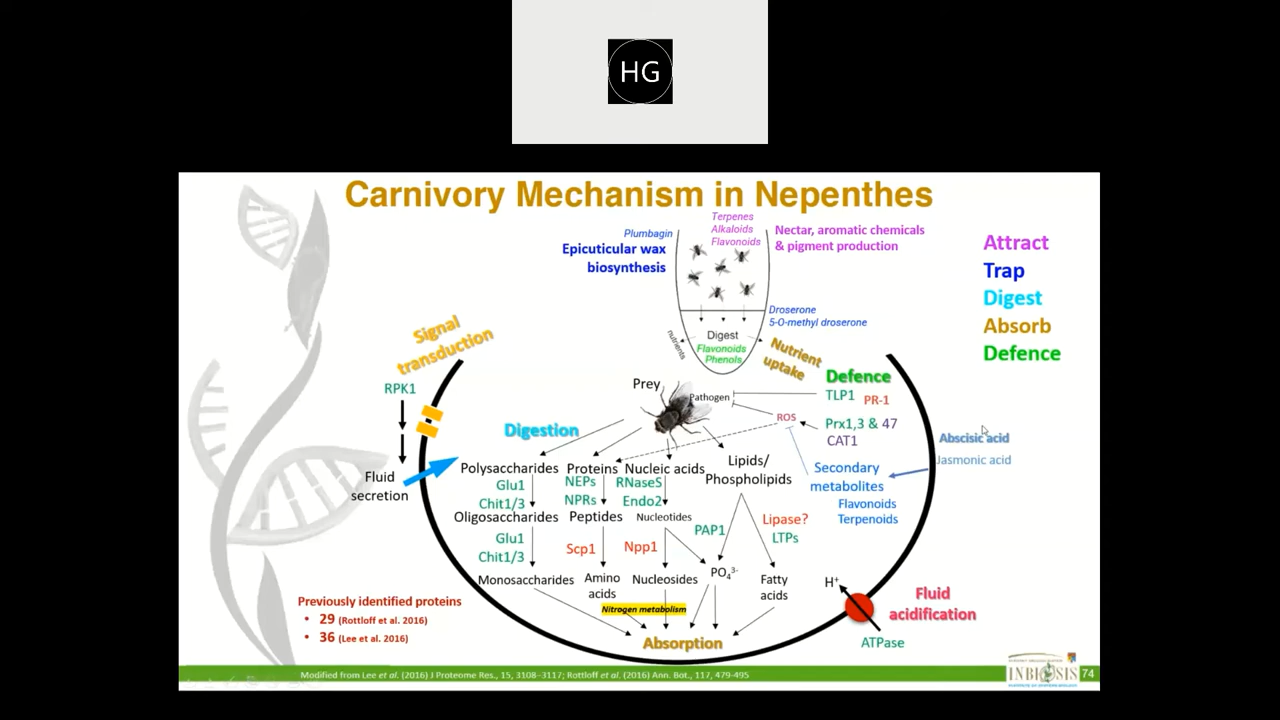 HG
Carnivory Mechanism in Nepenthes
Terpenes
Alkaloids
Flavonoids
Plumbagin
Epicuticular wax
biosynthesis
Nectar, aromatic chemicals
& pigment production
Attract
Trap
Digest
Absorb
Defence
Droserone
5-O-methyl droserone
Digest
Flavonoids
Phenols
nutrients
Nutrient
uptake
Signal
transduction
RPK1
Fluid
secretion
Prey
Pathogen
Defence
TLP1 PR-1
ROS
Prx1,3 & 47
CAT1
Abscisic acid
Jasmonic acid
Secondary
metabolites
Flavonoids
Terpenoids
Digestion
Polysaccharides Proteins Nucleic acids
Lipids/
Phospholipids
Glu1 NEPs RNaseS
Chit1/3 NPRs Endo2
Oligosaccharides Peptides Nucleotides
PAP1
Lipase?
LTPs
Glu1
Chit1/3
Scp1 Npp1
Monosaccharides
Amino
acids
Nucleosides
PO₄³⁻
Fatty
acids
Nitrogen metabolism
Absorption
H⁺
Fluid
acidification
ATPase
Previously identified proteins
• 29 (Rottloff et al. 2016)
• 36 (Lee et al. 2016)
Modified from Lee et al. (2016) J Proteome Res., 15, 3108–3117; Rottloff et al. (2016) Ann. Bot., 117, 479-495
INBIOSIS
74